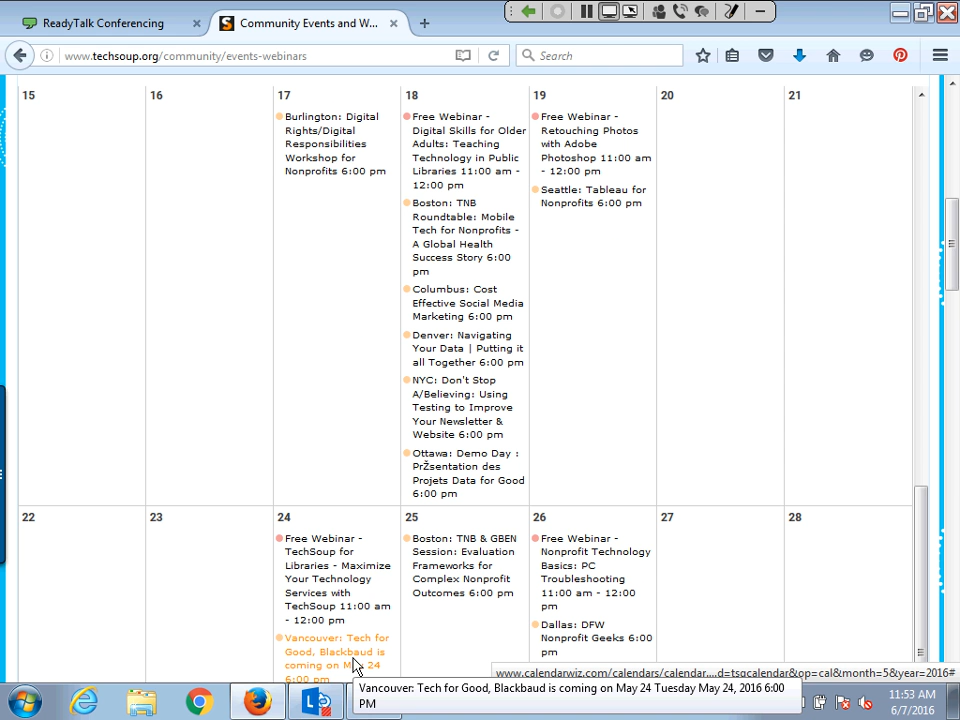 ReadyTalk Conferencing
Community Events and W...
www.techsoup.org/community/events-webinars
Search
15
16
17
18
19
20
21
Burlington: Digital
Rights/Digital
Responsibilities
Workshop for
Nonprofits 6:00 pm
Free Webinar -
Digital Skills for Older
Adults: Teaching
Technology in Public
Libraries 11:00 am -
12:00 pm
Boston: TNB
Roundtable: Mobile
Tech for Nonprofits -
A Global Health
Success Story 6:00
pm
Columbus: Cost
Effective Social Media
Marketing 6:00 pm
Denver: Navigating
Your Data | Putting it
all Together 6:00 pm
NYC: Don't Stop
A/Believing: Using
Testing to Improve
Your Newsletter &
Website 6:00 pm
Ottawa: Demo Day :
PrŽsentation des
Projets Data for Good
6:00 pm
Free Webinar -
Retouching Photos
with Adobe
Photoshop 11:00 am
- 12:00 pm
Seattle: Tableau for
Nonprofits 6:00 pm
22
23
24
25
26
27
28
Free Webinar -
TechSoup for
Libraries - Maximize
Your Technology
Services with
TechSoup 11:00 am
- 12:00 pm
Vancouver: Tech for
Good, Blackbaud is
coming on May 24
6:00 pm
Boston: TNB & GBEN
Session: Evaluation
Frameworks for
Complex Nonprofit
Outcomes 6:00 pm
Free Webinar -
Nonprofit Technology
Basics: PC
Troubleshooting
11:00 am - 12:00
pm
Dallas: DFW
Nonprofit Geeks 6:00
PM
www.calendarwiz.com/calendars/calendar....d=tsqcalendar&op=cal&month=5&year=2016#
Vancouver: Tech for Good, Blackbaud is coming on May 24 Tuesday May 24, 2016 6:00
PM
11:53 AM
6/7/2016